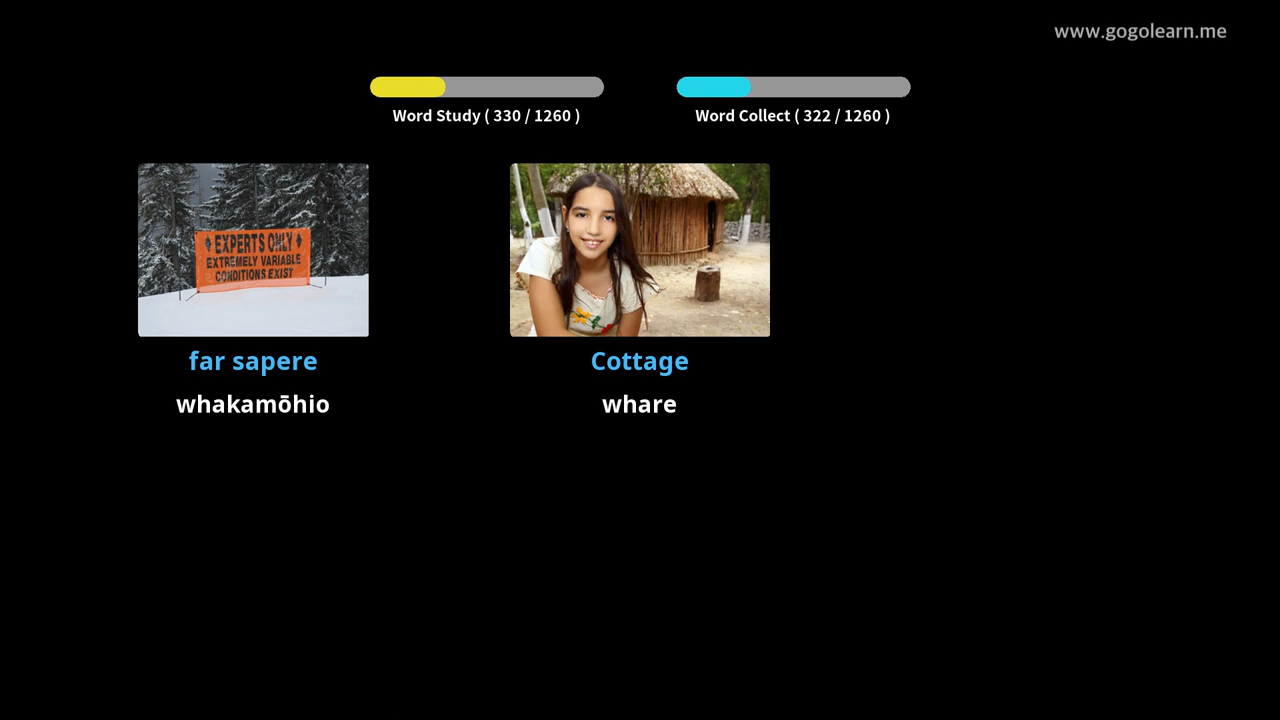 www.gogolearn.me
Word Study ( 330 / 1260 )
Word Collect ( 322 / 1260 )
EXPERTS ONLY
EXTREMELY VARIABLE
CONDITIONS EXIST
far sapere
whakamōhio
Cottage
whare